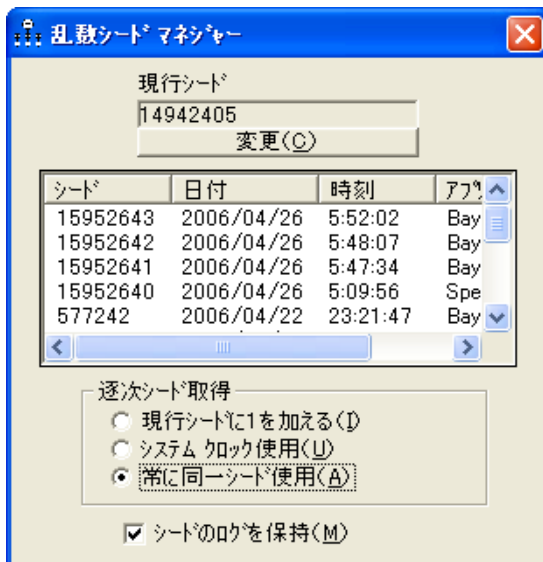 乱数シード マネジャー
現行シード
14942405
変更(C)
シード 日付 時刻 アプリ
15952643 2006/04/26 5:52:02 Bay
15952642 2006/04/26 5:48:07 Bay
15952641 2006/04/26 5:47:34 Bay
15952640 2006/04/26 5:09:56 Spe
577242 2006/04/22 23:21:47 Bay
逐次シード取得
現行シードに1を加える(I)
システム クロック使用(U)
常に同一シード使用(A)
シードのログを保持(M)